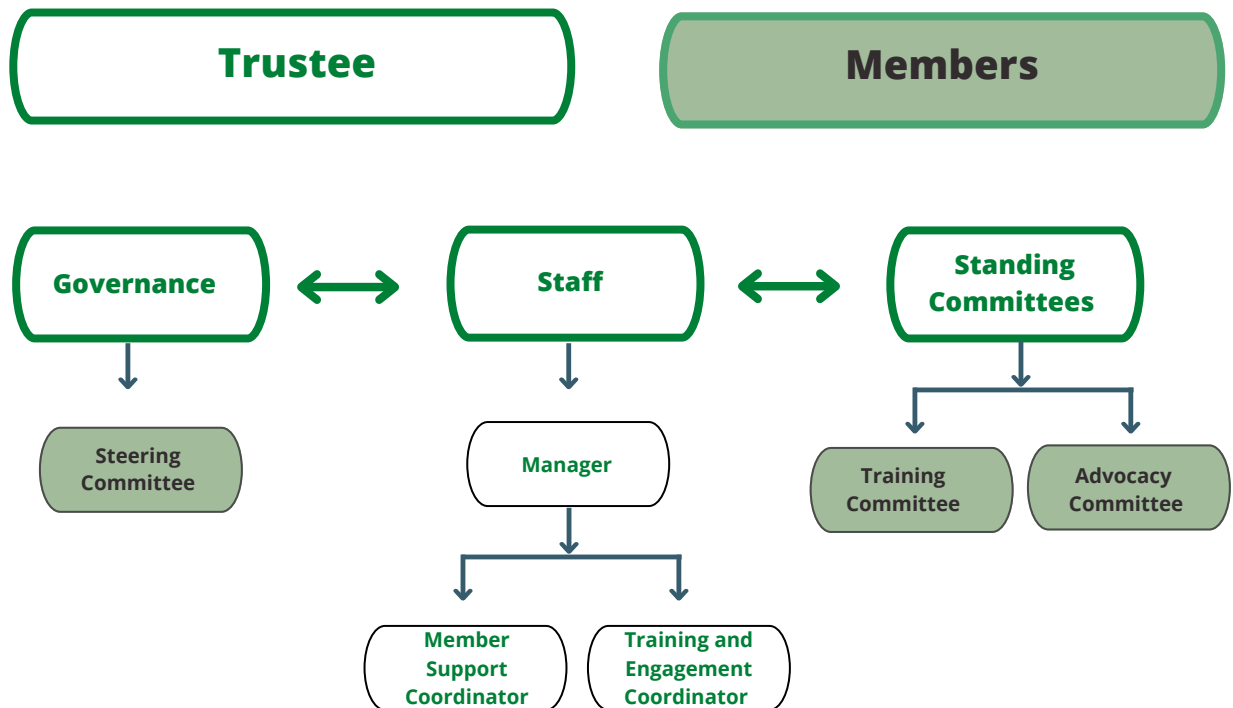 Trustee
Members
Governance
Staff
Standing
Committees
Steering
Committee
Manager
Training
Committee
Advocacy
Committee
Member
Support
Coordinator
Training and
Engagement
Coordinator